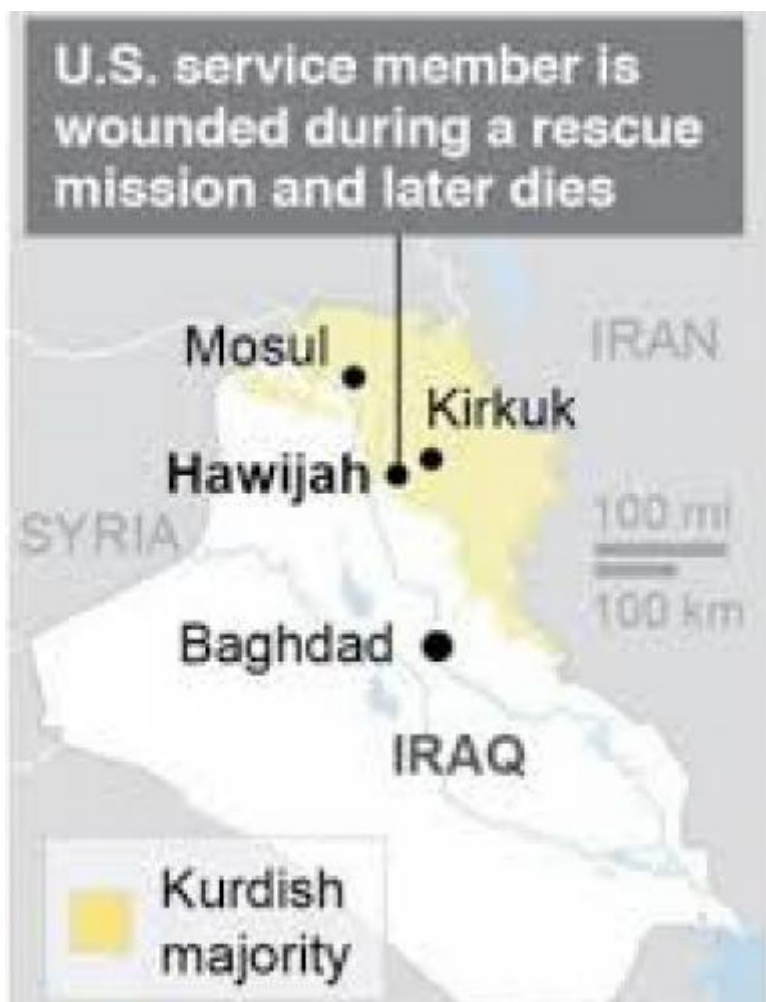 U.S. service member is
wounded during a rescue
mission and later dies
Mosul
IRAN
Kirkuk
Hawijah
100 mi
SYRIA
100 km
Baghdad
IRAQ
Kurdish
majority